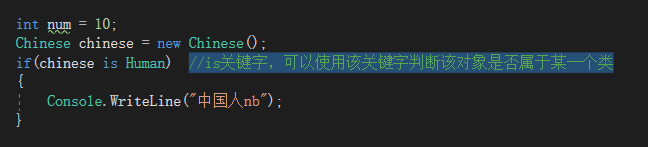 int num = 10;
Chinese chinese = new Chinese();
if(chinese is Human)  //is关键字，可以使用该关键字判断该对象是否属于某一个类
{
    Console.WriteLine("中国人nb");
}